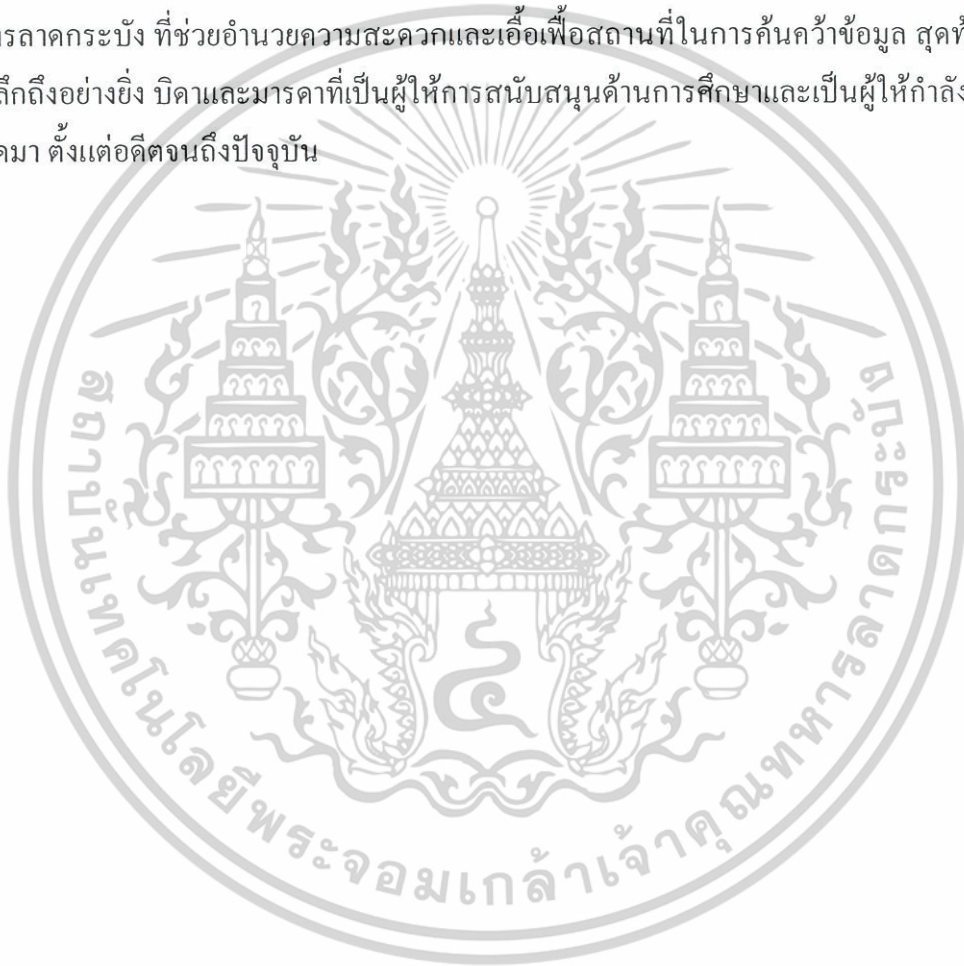 รลาดกระบัง ที่ช่วยอำนวยความสะดวกและเอื้อเฟื้อสถานที่ในการค้นคว้าข้อมูล สุดท้
ลึกถึงอย่างยิ่ง บิดาและมารดาที่เป็นผู้ให้การสนับสนุนด้านการศึกษาและเป็นผู้ให้กำลัง
ดมา ตั้งแต่อดีตจนถึงปัจจุบัน
สถาบันเทคโนโลยีพระจอมเกล้าเจ้าคุณทหารลาดกระบัง
๔